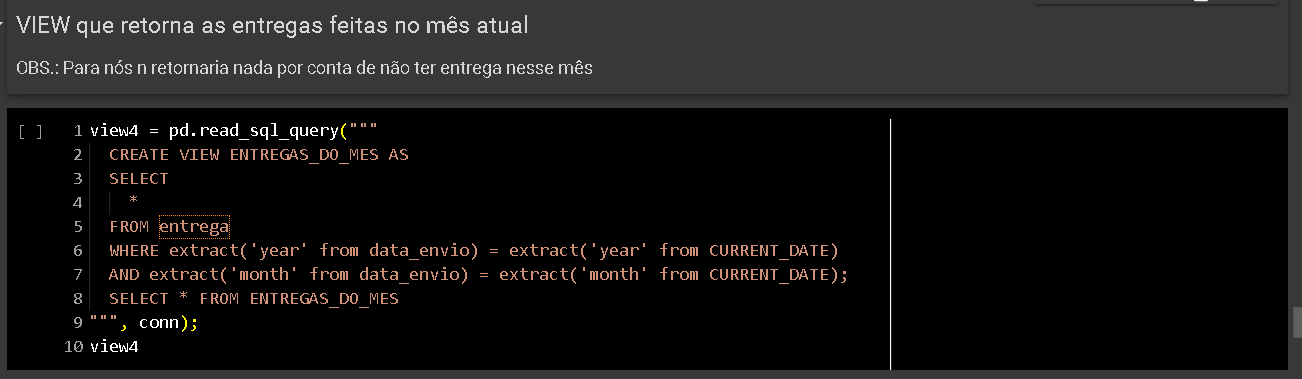 VIEW que retorna as entregas feitas no mês atual
OBS.: Para nós n retornaria nada por conta de não ter entrega nesse mês
[ ] 1 view4 = pd.read_sql_query("""
2 CREATE VIEW ENTREGAS_DO_MES AS
3 SELECT
4 *
5 FROM entrega
6 WHERE extract('year' from data_envio) = extract('year' from CURRENT_DATE)
7 AND extract('month' from data_envio) = extract('month' from CURRENT_DATE);
8 SELECT * FROM ENTREGAS_DO_MES
9 """, conn);
10 view4